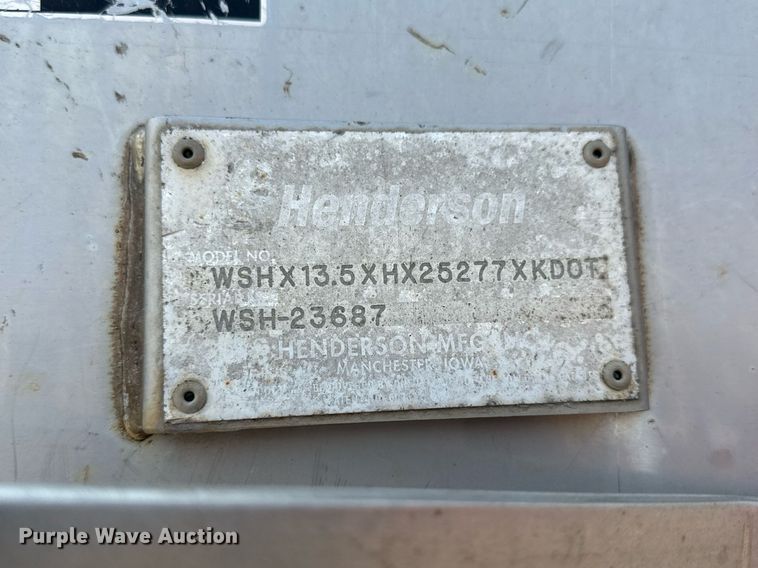 Henderson
MODEL NO.
WSHX13.5XHX25277XKDOT
SERIAL
WSH-23687
HENDERSON MFG.
MANCHESTER, IOWA
Purple Wave Auction